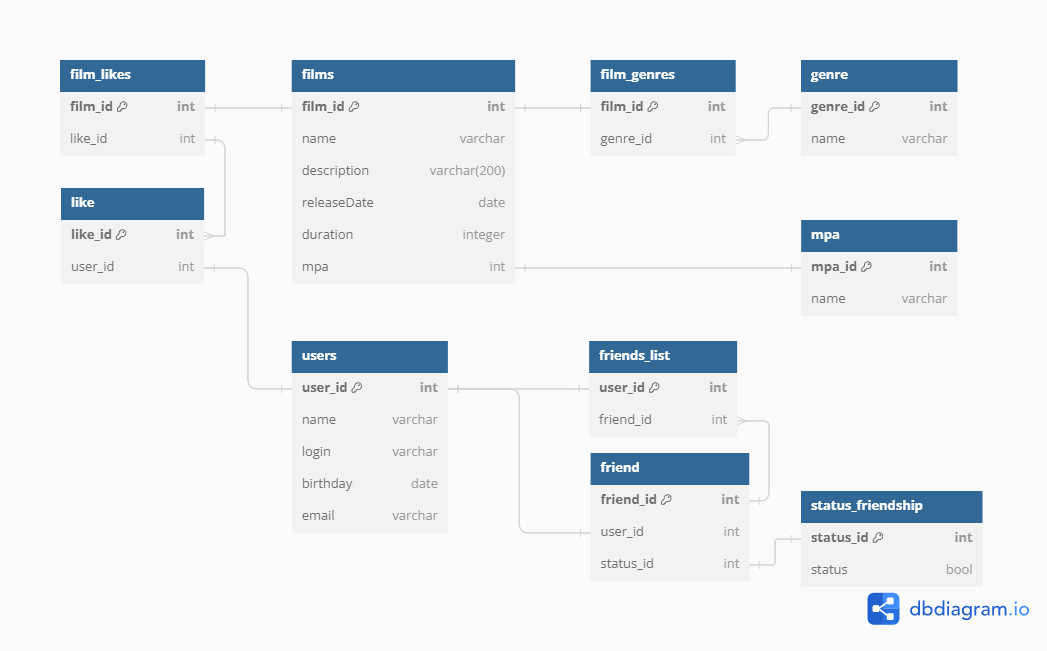 film_likes
film_id int
like_id int
films
film_id int
name varchar
description varchar(200)
releaseDate date
duration integer
mpa int
film_genres
film_id int
genre_id int
genre
genre_id int
name varchar
like
like_id int
user_id int
mpa
mpa_id int
name varchar
users
user_id int
name varchar
login varchar
birthday date
email varchar
friends_list
user_id int
friend_id int
friend
friend_id int
user_id int
status_id int
status_friendship
status_id int
status bool
dbdiagram.io